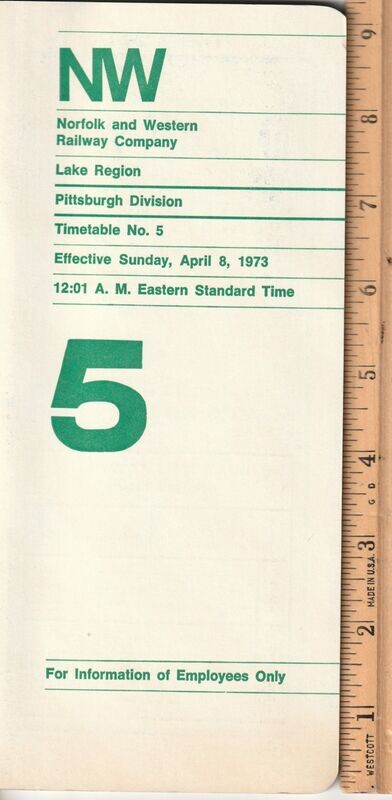 NW
Norfolk and Western
Railway Company
Lake Region
Pittsburgh Division
Timetable No. 5
Effective Sunday, April 8, 1973
12:01 A. M. Eastern Standard Time
5
For Information of Employees Only
9
8
7
6
5
4
G D
3
MADE IN U.S.A.
2
1
WESTCOTT